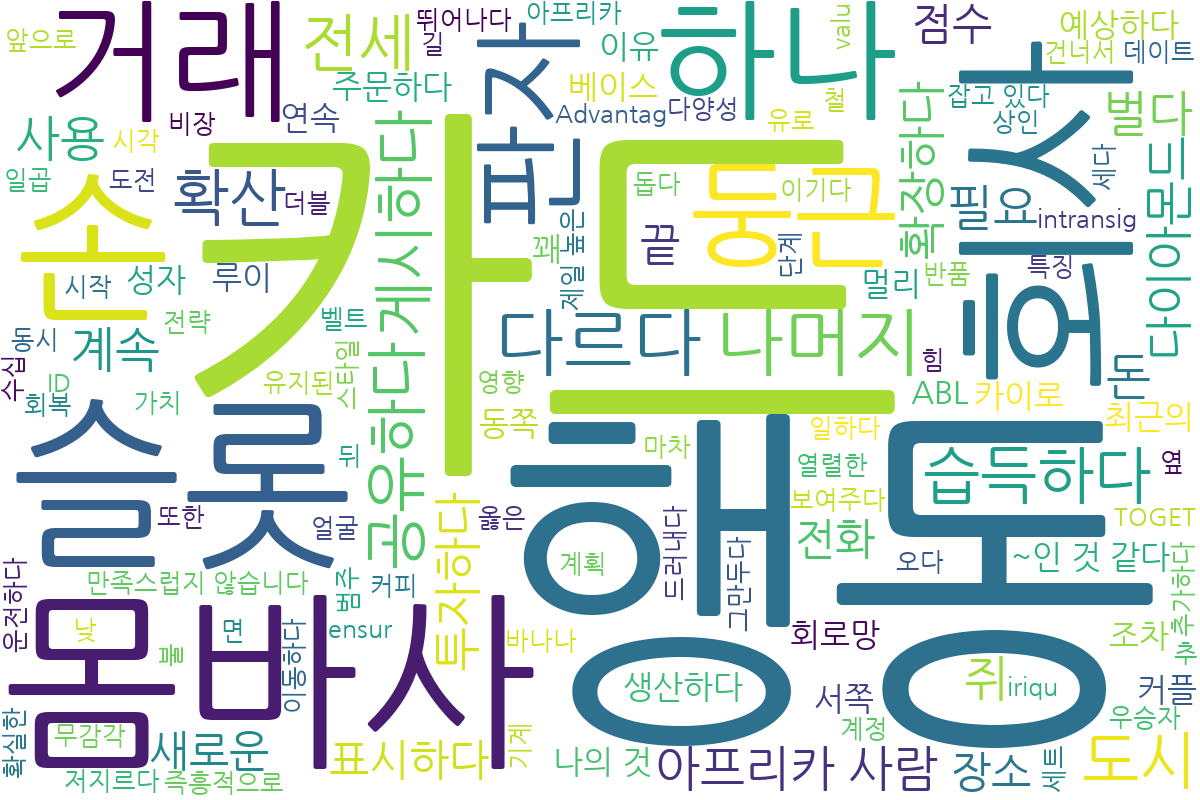 앞으로
거래
전세
뛰어나다
길
아프리카
이유
하나
valu
점수
예상하다
건너서
데이트
주문하다
판자
베이스
Advantag
다양성
철
유로
잡고 있다
상인
벌다
사용
시각
비장
연속
일곱
도전
확산
더블
손
카드
둥근
돕다
이기다
끝
확장하다
필요
회사
세다
intransig
다이아몬드
시작
성자
루이
게시하다
꽤
제일 높은
단계
멀리
반품
특징
전략
벨트
다르다
나머지
힘
돈
동시
계속
수십
ID
회복
가치
유지된
스타일
영향
동쪽
ABL
카이로
최근의
슬롯
공유하다
뒤
마차
일하다
열렬한
습득하다
옆
행동
또한
얼굴
투자하다
옳은
보여주다
전화
TOGET
드러내다
그만두다
계획
오다
~인 것 같다
운전하다
만족스럽지 않습니다
범주
커피
추가하다
몸바사
낮
불
면
이동하다
ensur
바나나
회로망
조차
추
생산하다
쥐
iriqu
서쪽
커플
계정
우승자
확실한
무감각
새로운
표시하다
기계
나의 것
아프리카 사람
장소
세트
도시
저지르다
즉흥적으로